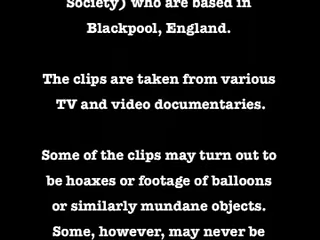 Society) who are based in
Blackpool, England.
The clips are taken from various
TV and video documentaries.
Some of the clips may turn out to
be hoaxes or footage of balloons
or similarly mundane objects.
Some, however, may never be